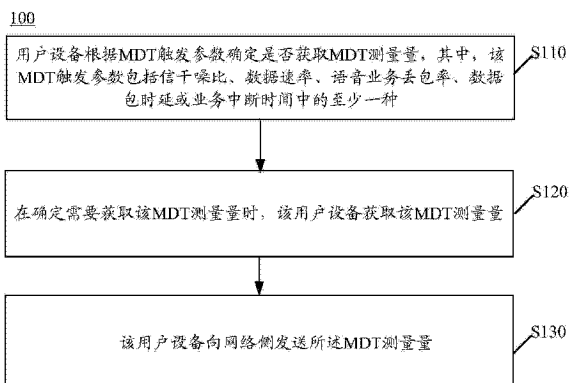 100
用户设备根据MDT触发参数确定是否获取MDT测量量，其中，该
MDT触发参数包括信干噪比、数据速率、语音业务丢包率、数据
包时延或业务中断时间中的至少一种
S110
在确定需要获取该MDT测量量时，该用户设备获取该MDT测量量
S120
该用户设备向网络侧发送所述MDT测量量
S130